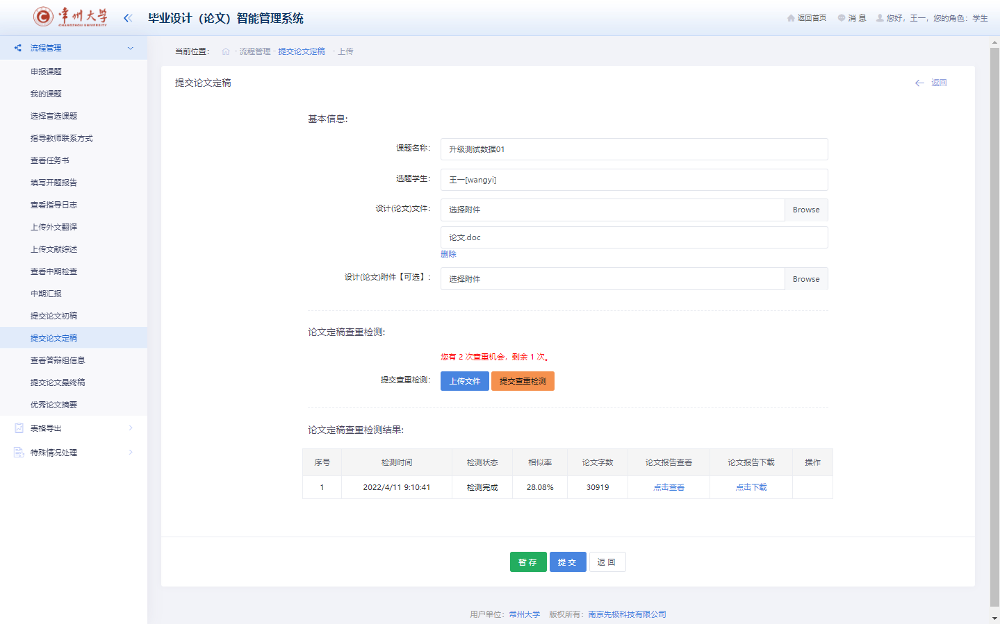 常州大学
CHANGZHOU UNIVERSITY
毕业设计（论文）智能管理系统
返回首页
消 息
您好，王一，您的角色：学生
流程管理
申报课题
我的课题
选择盲选课题
指导教师联系方式
查看任务书
填写开题报告
查看指导日志
上传外文翻译
上传文献综述
查看中期检查
中期汇报
提交论文初稿
提交论文定稿
查看答辩组信息
提交论文最终稿
优秀论文摘要
表格导出
特殊情况处理
当前位置： 流程管理 提交论文定稿 上传
提交论文定稿
返回
基本信息:
课题名称： 升级测试数据01
选题学生： 王一[wangyi]
设计(论文)文件： 选择附件 Browse
论文.doc
删除
设计(论文)附件【可选】： 选择附件 Browse
论文定稿查重检测:
您有 2 次查重机会，剩余 1 次。
提交查重检测： 上传文件 提交查重检测
论文定稿查重检测结果:
序号 检测时间 检测状态 相似率 论文字数 论文报告查看 论文报告下载 操作
1 2022/4/11 9:10:41 检测完成 28.08% 30919 点击查看 点击下载
暂 存 提 交 返 回
用户单位：常州大学 版权所有：南京先极科技有限公司